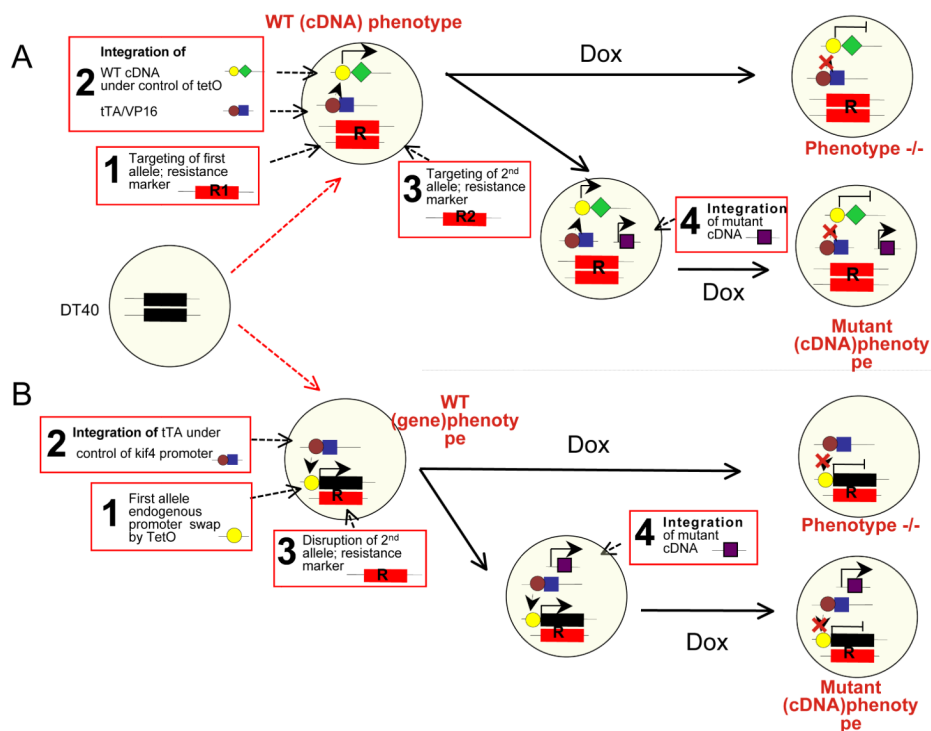 A
WT (cDNA) phenotype
2
Integration of
WT cDNA
under control of tetO
tTA/VP16
1
Targeting of first
allele; resistance
marker
R1
R
3
Targeting of 2nd
allele; resistance
marker
R2
Dox
Phenotype -/-
R
4
Integration
of mutant
cDNA
Dox
R
R
Mutant
(cDNA)phenoty
pe
DT40
B
WT
(gene)phenoty
pe
2
Integration of tTA under
control of kif4 promoter
1
First allele
endogenous
promoter swap
by TetO
R
3
Disruption of 2nd
allele; resistance
marker
R
Dox
R
Phenotype -/-
4
Integration
of mutant
cDNA
R
Dox
R
Mutant
(cDNA)phenoty
pe